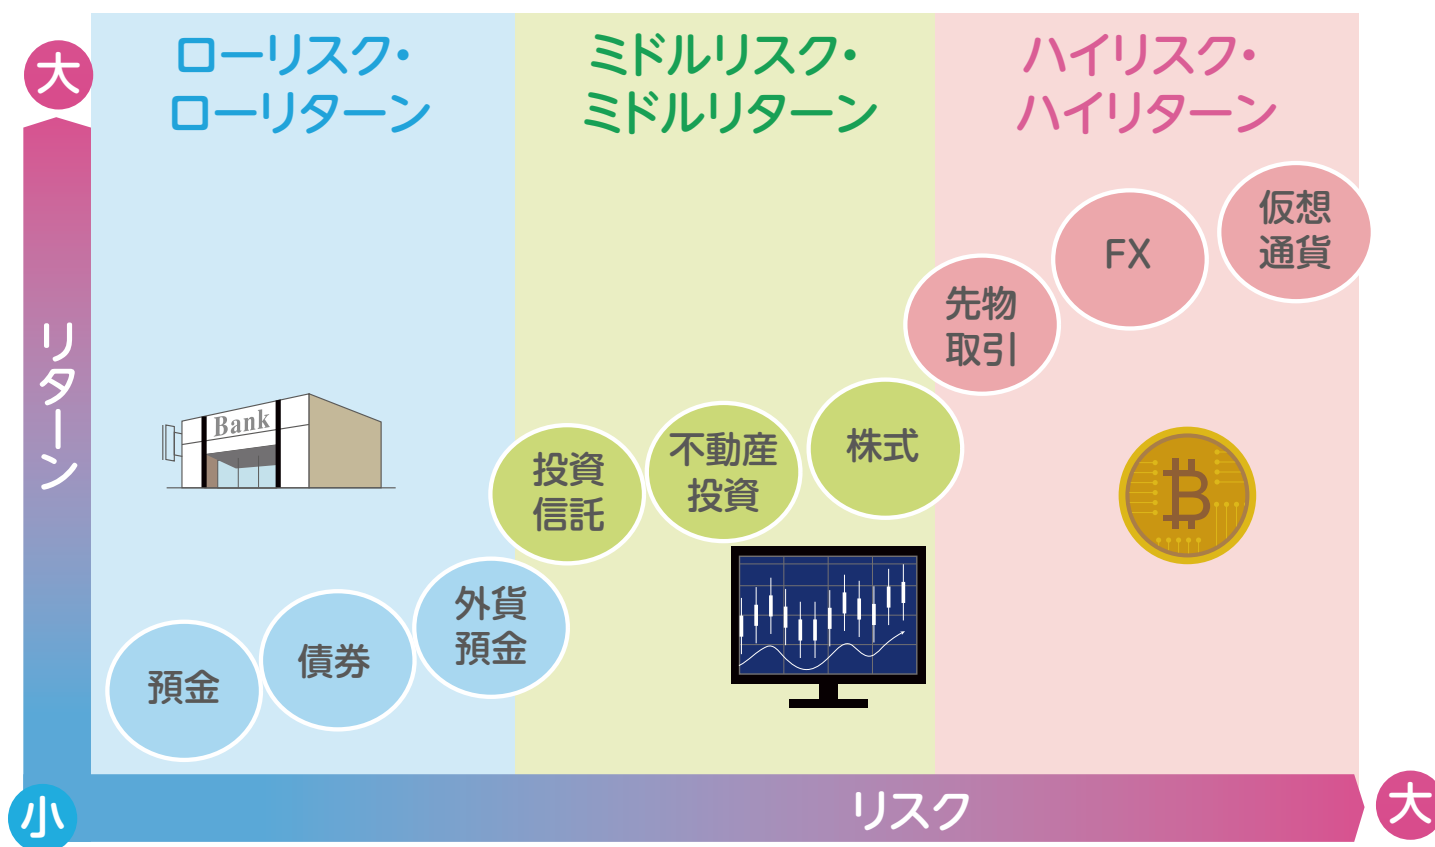 ローリスク・
ローリターン
ミドルリスク・
ミドルリターン
ハイリスク・
ハイリターン
大
リターン
仮想
通貨
FX
先物
取引
株式
不動産
投資
投資
信託
Bank
外貨
預金
債券
預金
小
リスク
大